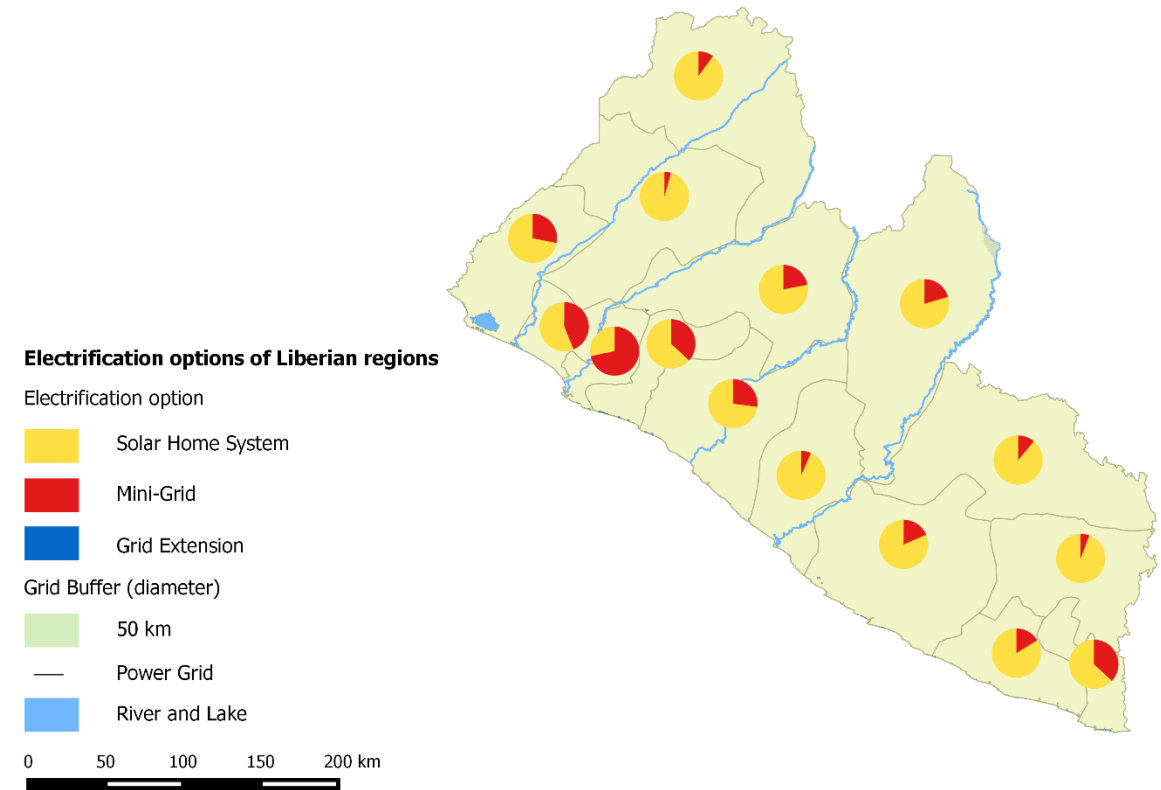 Electrification options of Liberian regions
Electrification option
Solar Home System
Mini-Grid
Grid Extension
Grid Buffer (diameter)
50 km
Power Grid
River and Lake
0 50 100 150 200 km